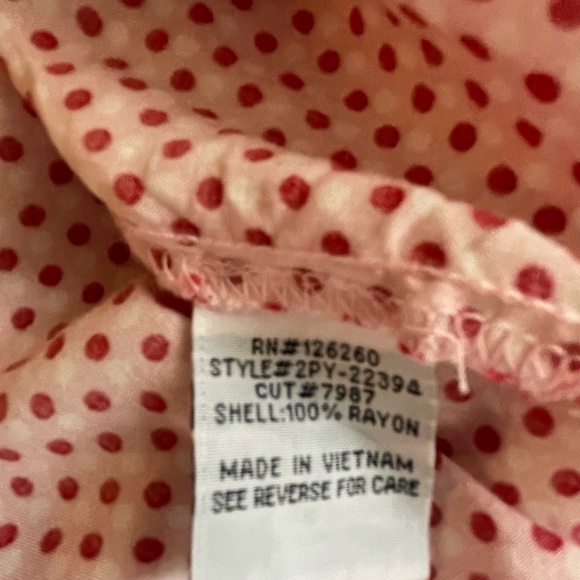 RN#126260
STYLE#2PY-22394
CUT#7987
SHELL:100% RAYON
MADE IN VIETNAM
SEE REVERSE FOR CARE